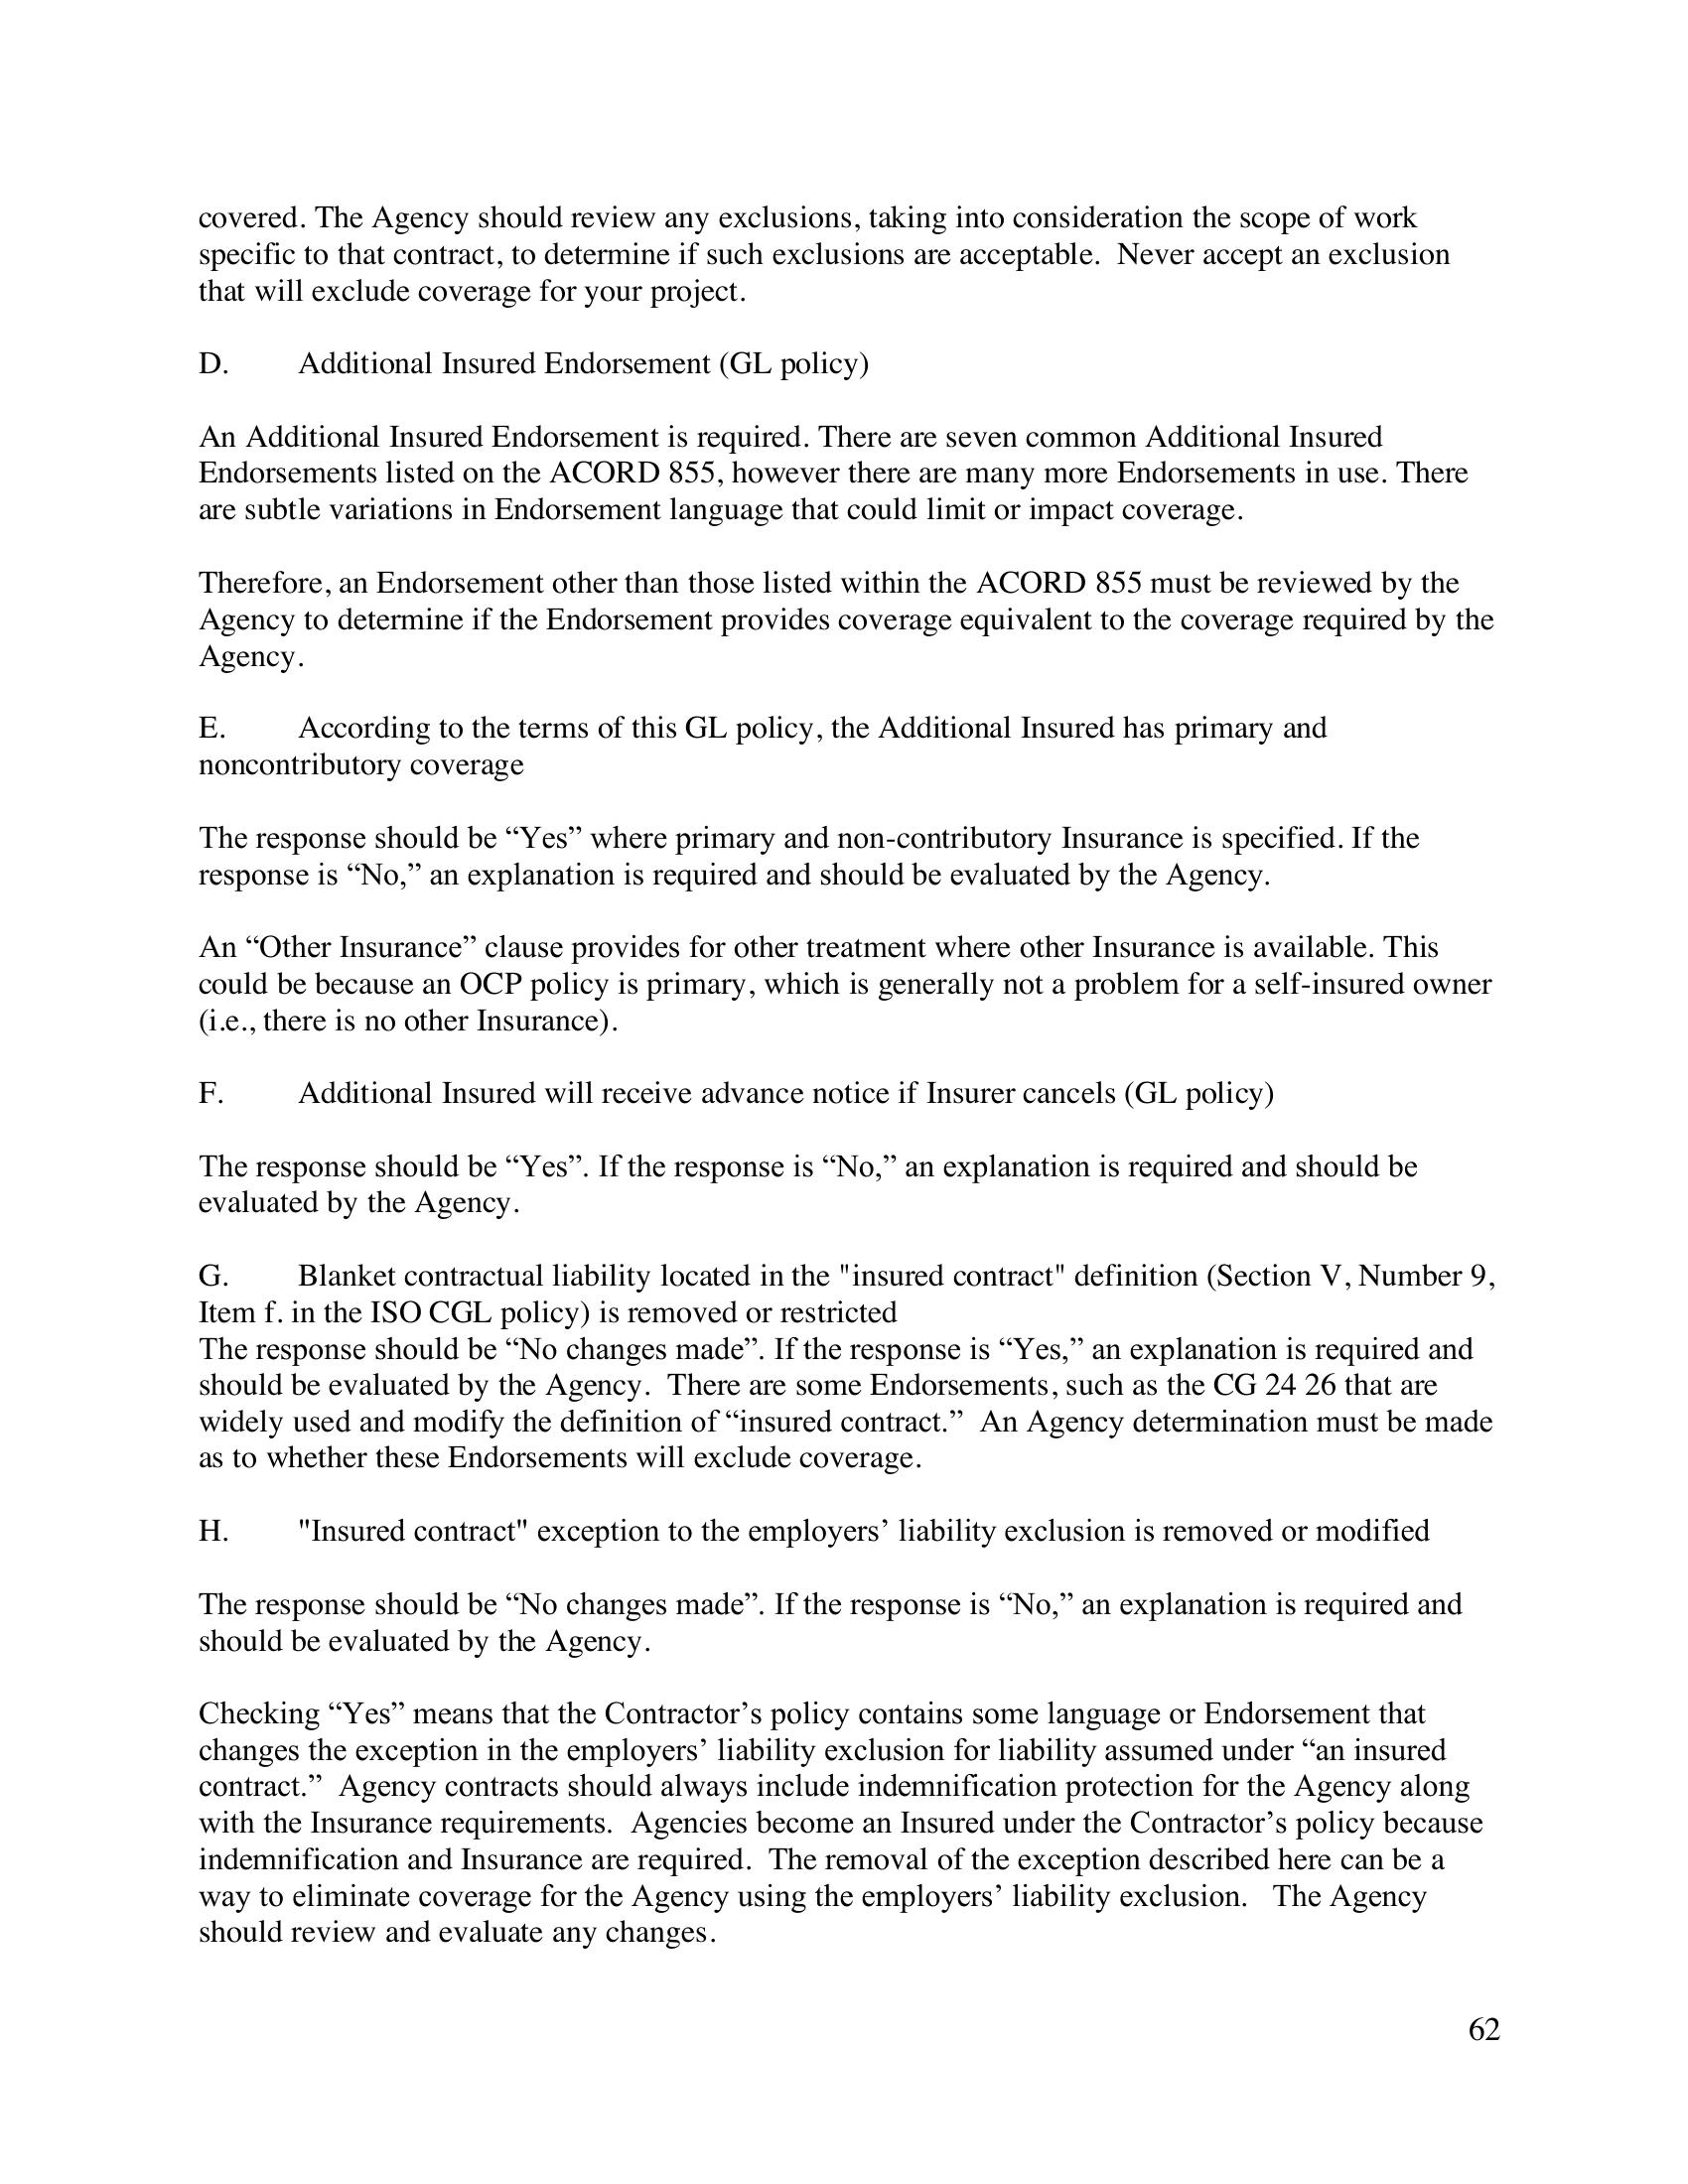 covered. The Agency should review any exclusions, taking into consideration the scope of work
specific to that contract, to determine if such exclusions are acceptable.  Never accept an exclusion
that will exclude coverage for your project.
D. Additional Insured Endorsement (GL policy)
An Additional Insured Endorsement is required. There are seven common Additional Insured
Endorsements listed on the ACORD 855, however there are many more Endorsements in use. There
are subtle variations in Endorsement language that could limit or impact coverage.
Therefore, an Endorsement other than those listed within the ACORD 855 must be reviewed by the
Agency to determine if the Endorsement provides coverage equivalent to the coverage required by the
Agency.
E. According to the terms of this GL policy, the Additional Insured has primary and
noncontributory coverage
The response should be “Yes” where primary and non-contributory Insurance is specified. If the
response is “No,” an explanation is required and should be evaluated by the Agency.
An “Other Insurance” clause provides for other treatment where other Insurance is available. This
could be because an OCP policy is primary, which is generally not a problem for a self-insured owner
(i.e., there is no other Insurance).
F. Additional Insured will receive advance notice if Insurer cancels (GL policy)
The response should be “Yes”. If the response is “No,” an explanation is required and should be
evaluated by the Agency.
G. Blanket contractual liability located in the "insured contract" definition (Section V, Number 9,
Item f. in the ISO CGL policy) is removed or restricted
The response should be “No changes made”. If the response is “Yes,” an explanation is required and
should be evaluated by the Agency.  There are some Endorsements, such as the CG 24 26 that are
widely used and modify the definition of “insured contract.”  An Agency determination must be made
as to whether these Endorsements will exclude coverage.
H. "Insured contract" exception to the employers’ liability exclusion is removed or modified
The response should be “No changes made”. If the response is “No,” an explanation is required and
should be evaluated by the Agency.
Checking “Yes” means that the Contractor’s policy contains some language or Endorsement that
changes the exception in the employers’ liability exclusion for liability assumed under “an insured
contract.”  Agency contracts should always include indemnification protection for the Agency along
with the Insurance requirements.  Agencies become an Insured under the Contractor’s policy because
indemnification and Insurance are required.  The removal of the exception described here can be a
way to eliminate coverage for the Agency using the employers’ liability exclusion.   The Agency
should review and evaluate any changes.
62